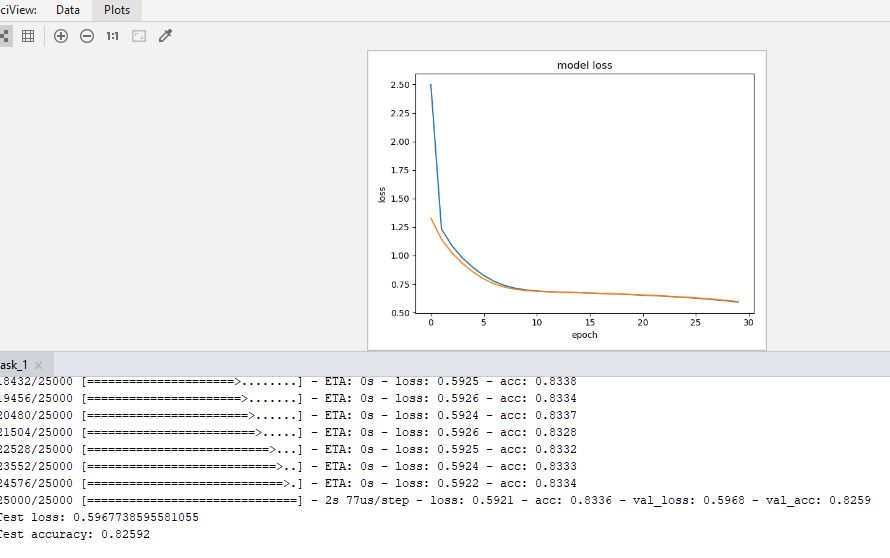 ciView: Data Plots
1:1
model loss
2.50
2.25
2.00
1.75
1.50
1.25
1.00
0.75
0.50
loss
0 5 10 15 20 25 30
epoch
ask_1 ×
18432/25000 [=====================>........] - ETA: 0s - loss: 0.5925 - acc: 0.8338
19456/25000 [======================>.......] - ETA: 0s - loss: 0.5926 - acc: 0.8334
20480/25000 [=======================>......] - ETA: 0s - loss: 0.5924 - acc: 0.8337
21504/25000 [========================>.....] - ETA: 0s - loss: 0.5926 - acc: 0.8328
22528/25000 [==========================>...] - ETA: 0s - loss: 0.5925 - acc: 0.8332
23552/25000 [===========================>..] - ETA: 0s - loss: 0.5924 - acc: 0.8333
24576/25000 [============================>.] - ETA: 0s - loss: 0.5922 - acc: 0.8334
25000/25000 [==============================] - 2s 77us/step - loss: 0.5921 - acc: 0.8336 - val_loss: 0.5968 - val_acc: 0.8259
Test loss: 0.5967738595581055
Test accuracy: 0.82592